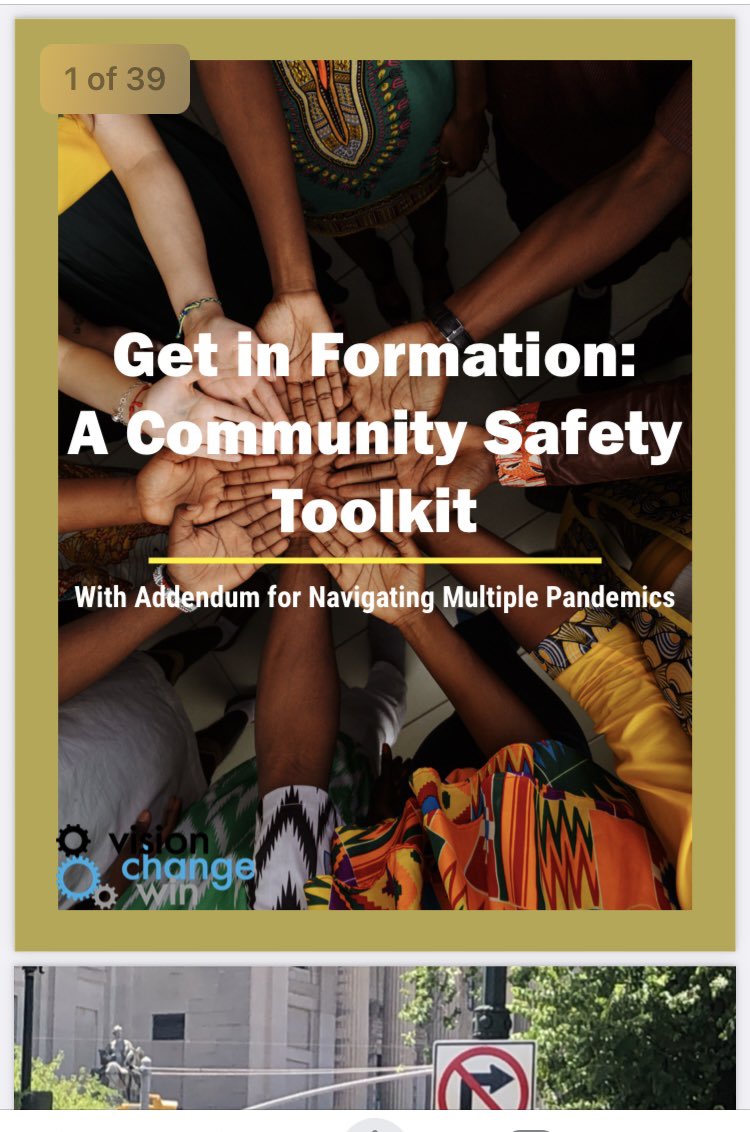 1 of 39
Get in Formation:
A Community Safety
Toolkit
With Addendum for Navigating Multiple Pandemics
vision
change
win